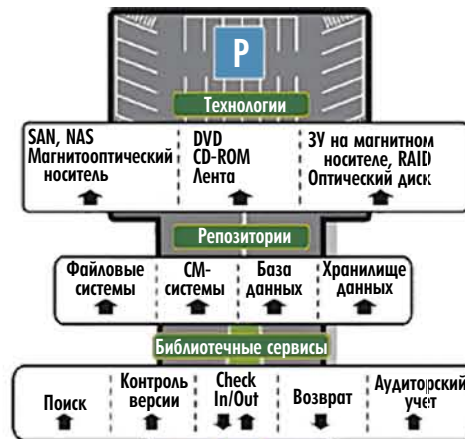 P
Технологии
SAN, NAS
Магнитооптический
носитель
DVD
CD-ROM
Лента
ЗУ на магнитном
носителе, RAID
Оптический диск
Репозитории
Файловые
системы
CM-
системы
База
данных
Хранилище
данных
Библиотечные сервисы
Поиск
Контроль
версии
Check
In/Out
Возврат
Аудиторский
учет